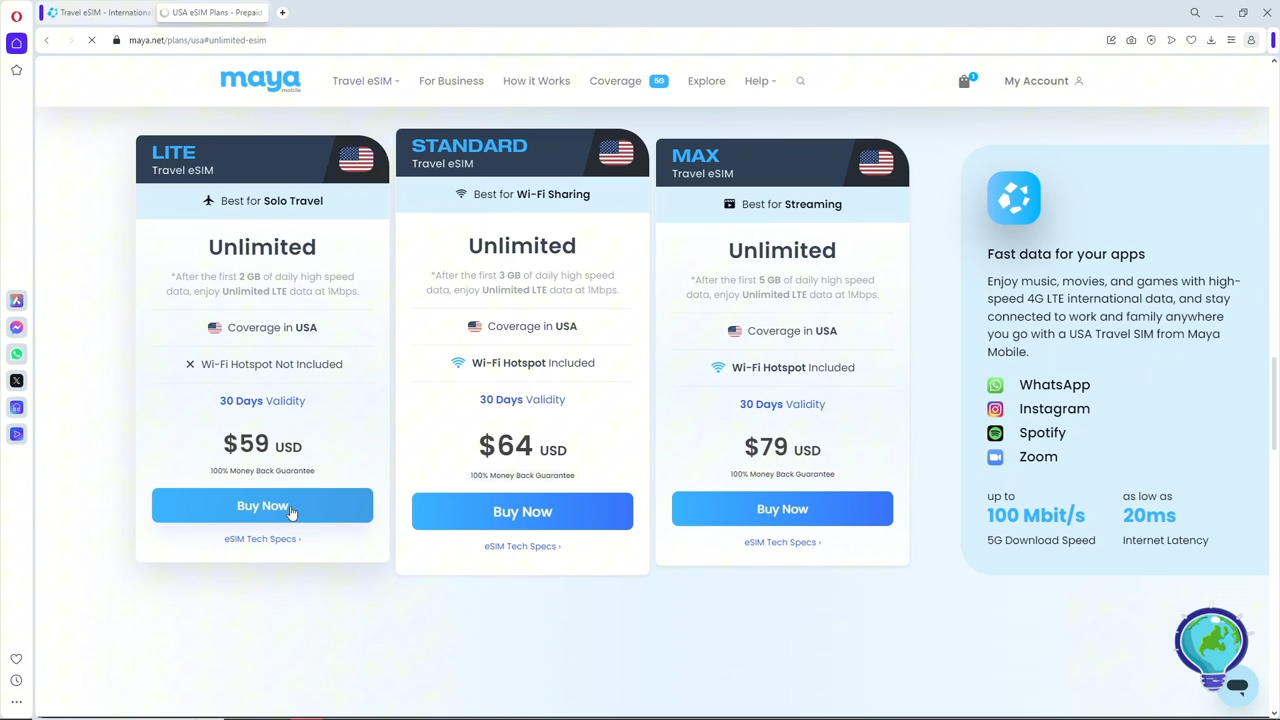 Travel eSIM - Internationa
USA eSIM Plans - Prepaid
maya.net/plans/usa#unlimited-esim
maya
mobile
Travel eSIM
For Business
How it Works
Coverage 5G
Explore
Help
1
My Account
LITE
Travel eSIM
Best for Solo Travel
Unlimited
*After the first 2 GB of daily high speed
data, enjoy Unlimited LTE data at 1Mbps.
Coverage in USA
Wi-Fi Hotspot Not Included
30 Days Validity
$59 USD
100% Money Back Guarantee
Buy Now
eSIM Tech Specs ›
STANDARD
Travel eSIM
Best for Wi-Fi Sharing
Unlimited
*After the first 3 GB of daily high speed
data, enjoy Unlimited LTE data at 1Mbps.
Coverage in USA
Wi-Fi Hotspot Included
30 Days Validity
$64 USD
100% Money Back Guarantee
Buy Now
eSIM Tech Specs ›
MAX
Travel eSIM
Best for Streaming
Unlimited
*After the first 5 GB of daily high speed
data, enjoy Unlimited LTE data at 1Mbps.
Coverage in USA
Wi-Fi Hotspot Included
30 Days Validity
$79 USD
100% Money Back Guarantee
Buy Now
eSIM Tech Specs ›
Fast data for your apps
Enjoy music, movies, and games with high-
speed 4G LTE international data, and stay
connected to work and family anywhere
you go with a USA Travel SIM from Maya
Mobile.
WhatsApp
Instagram
Spotify
Zoom
up to
100 Mbit/s
5G Download Speed
as low as
20ms
Internet Latency